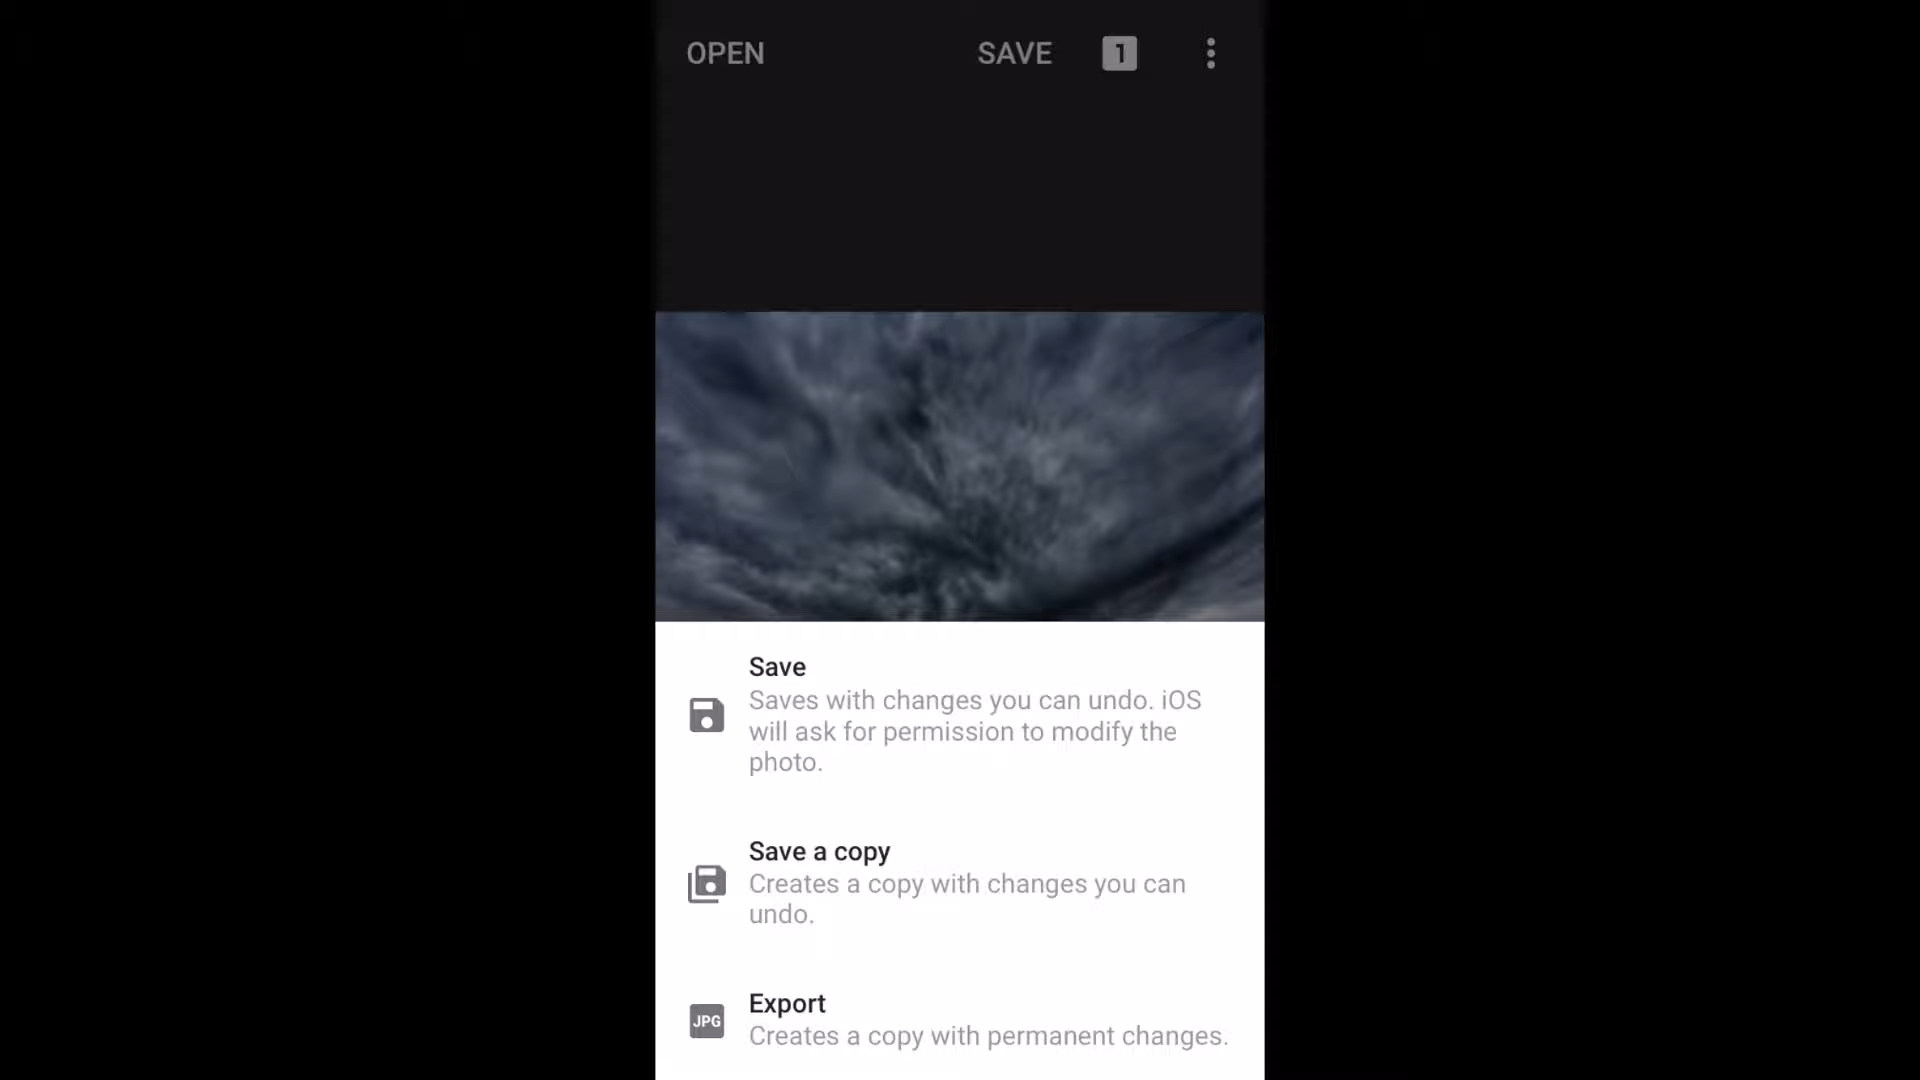 OPEN SAVE 1
Save
Saves with changes you can undo. iOS
will ask for permission to modify the
photo.
Save a copy
Creates a copy with changes you can
undo.
JPG Export
Creates a copy with permanent changes.